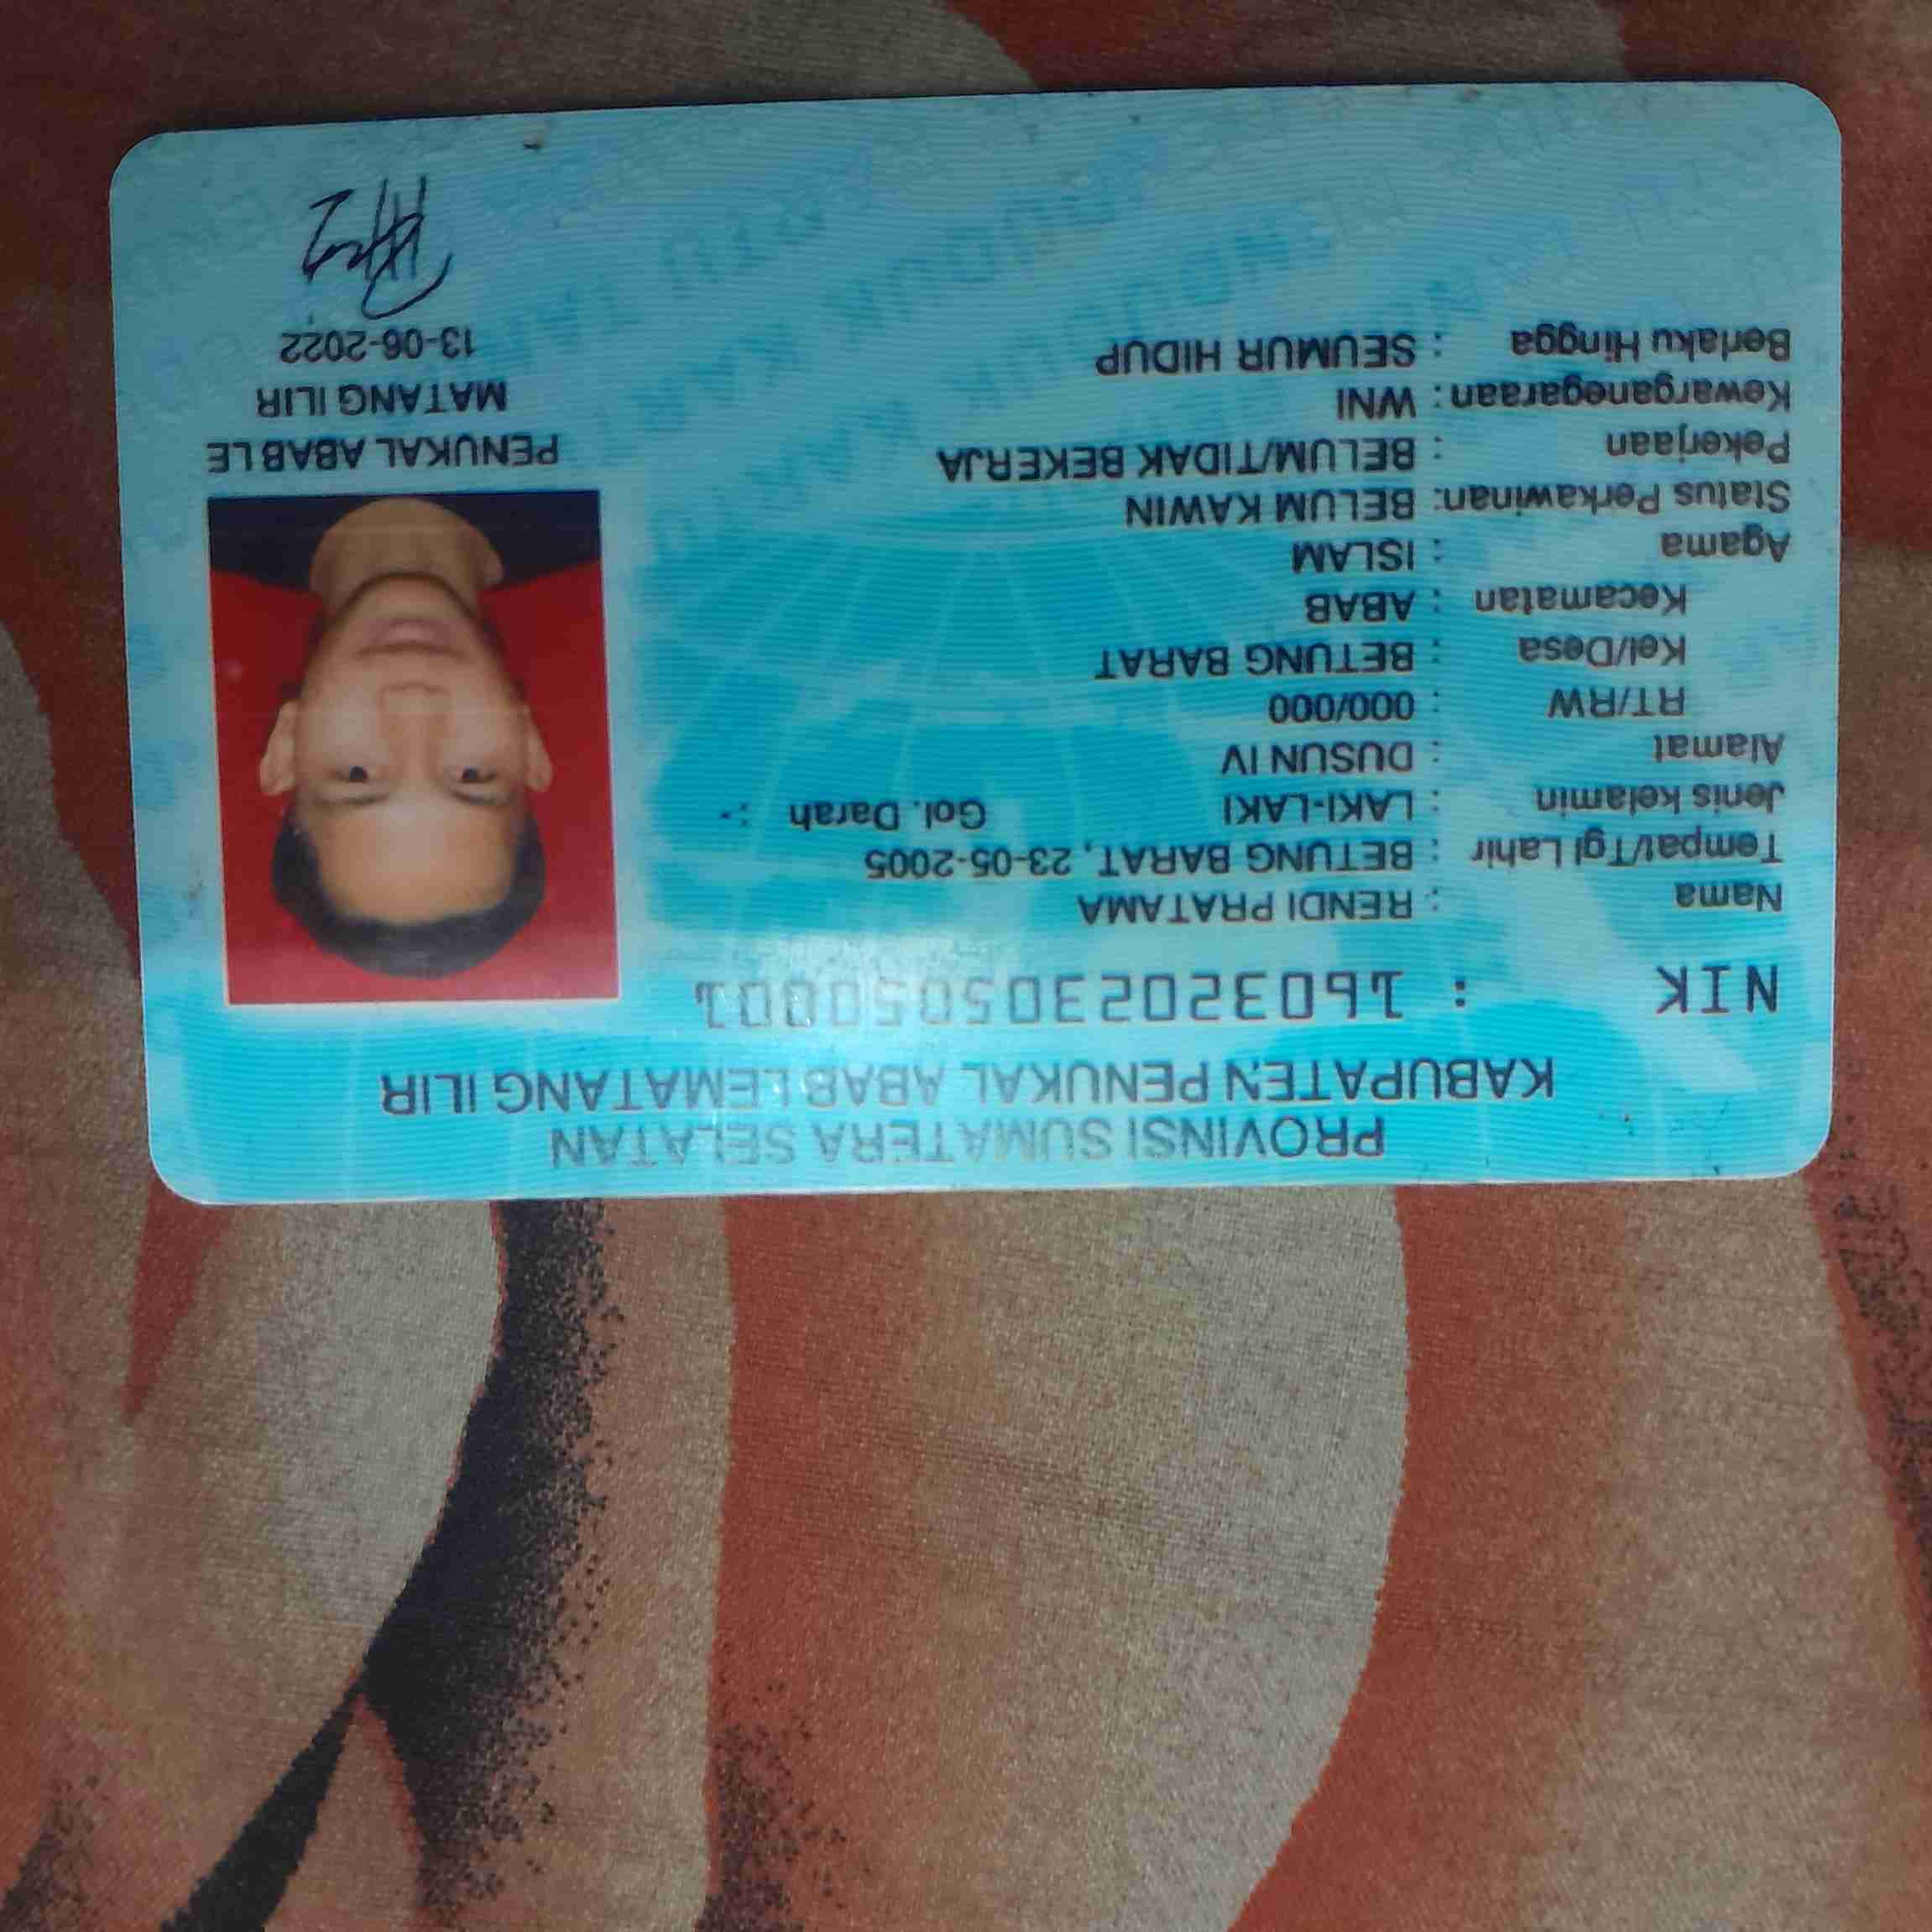 PROVINSI SUMATERA SELATAN
KABUPATEN PENUKAL ABAB LEMATANG ILIR
NIK : 1603202305050001
Nama : RENDI PRATAMA
Tempat/Tgl Lahir : BETUNG BARAT, 23-05-2005
Jenis kelamin : LAKI-LAKI Gol. Darah :-
Alamat : DUSUN IV
RT/RW : 000/000
Kel/Desa : BETUNG BARAT
Kecamatan : ABAB
Agama : ISLAM
Status Perkawinan: BELUM KAWIN
Pekerjaan : BELUM/TIDAK BEKERJA
Kewarganegaraan: WNI
Berlaku Hingga : SEUMUR HIDUP
PENUKAL ABAB LE
MATANG ILIR
13-06-2022